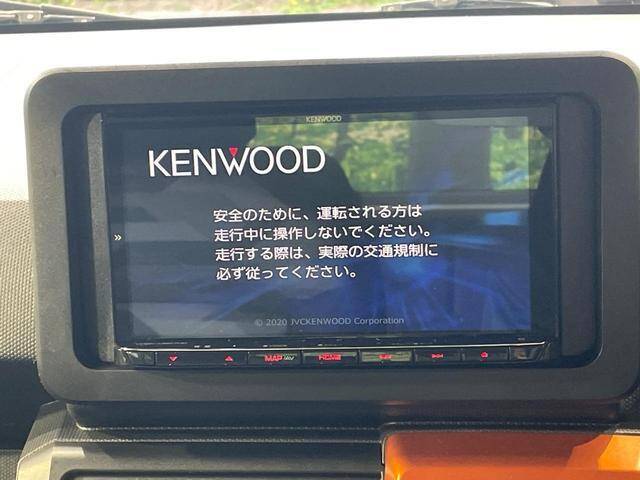 KENWOOD
KENWOOD
安全のために、運転される方は
走行中に操作しないでください。
走行する際は、実際の交通規制に
必ず従ってください。
© 2020 JVCKENWOOD Corporation
MAP/AV
HOME